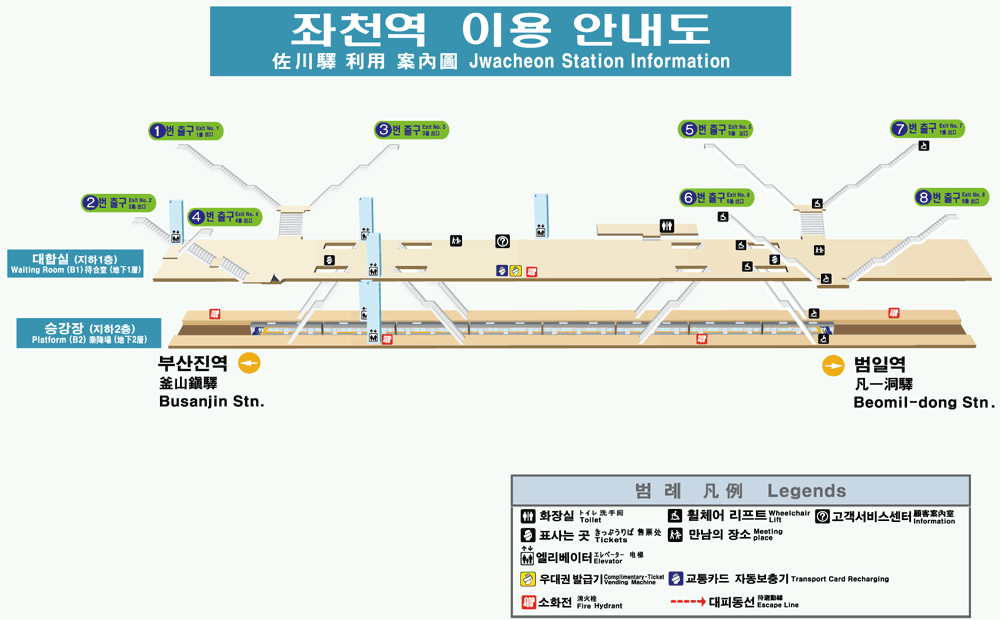 좌천역 이용 안내도
佐川驛 利用 案內圖 Jwacheon Station Information
1 번 출구 Exit No. 1
3 번 출구 Exit No. 3
5 번 출구 Exit No. 5
7 번 출구 Exit No. 7
2 번 출구 Exit No. 2
4 번 출구 Exit No. 4
6 번 출구 Exit No. 6
8 번 출구 Exit No. 8
대합실 (지하1층)
Waiting Room (B1) 待合室 (地下1層)
승강장 (지하2층)
Platform (B2) 乘降場 (地下2層)
부산진역
釜山鎭驛
Busanjin Stn.
범일역
凡一洞驛
Beomil-dong Stn.
범 례 凡 例 Legends
화장실 トイレ 洗手间 Toilet
휠체어 리프트 Wheelchair Lift
고객서비스센터 顧客案內室 Information
표사는 곳 きっぷうりば 售票处 Tickets
만남의 장소 Meeting place
엘리베이터 エレベーター 电梯 Elevator
우대권 발급기 Complimentary-Ticket Vending Machine
교통카드 자동보충기 Transport Card Recharging
소화전 消火栓 Fire Hydrant
대피동선 待避動線 Escape Line